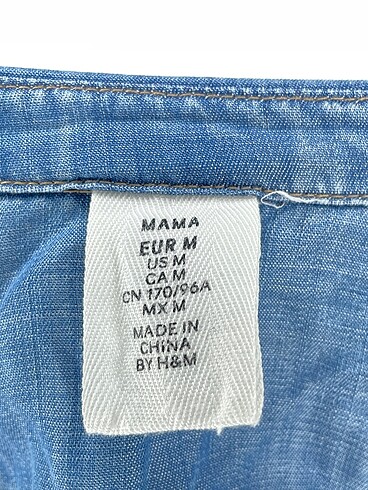 MAMA
EUR M
US M
CA M
CN 170/96A
MX M
MADE IN
CHINA
BY H&M